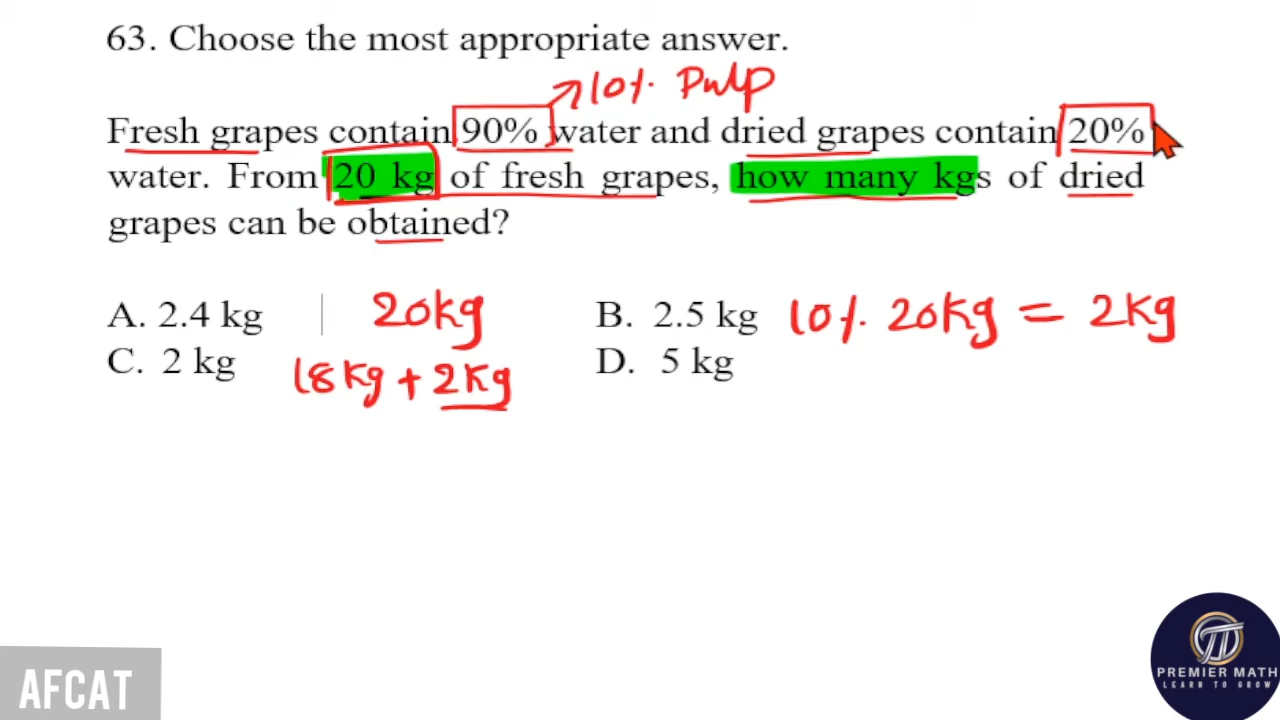 63. Choose the most appropriate answer.
10% Pulp
Fresh grapes contain 90% water and dried grapes contain 20%
water. From 20 kg of fresh grapes, how many kgs of dried
grapes can be obtained?
A. 2.4 kg 20kg B. 2.5 kg 10% 20kg = 2kg
C. 2 kg 18kg + 2kg D. 5 kg
AFCAT
PREMIER MATH
LEARN TO GROW